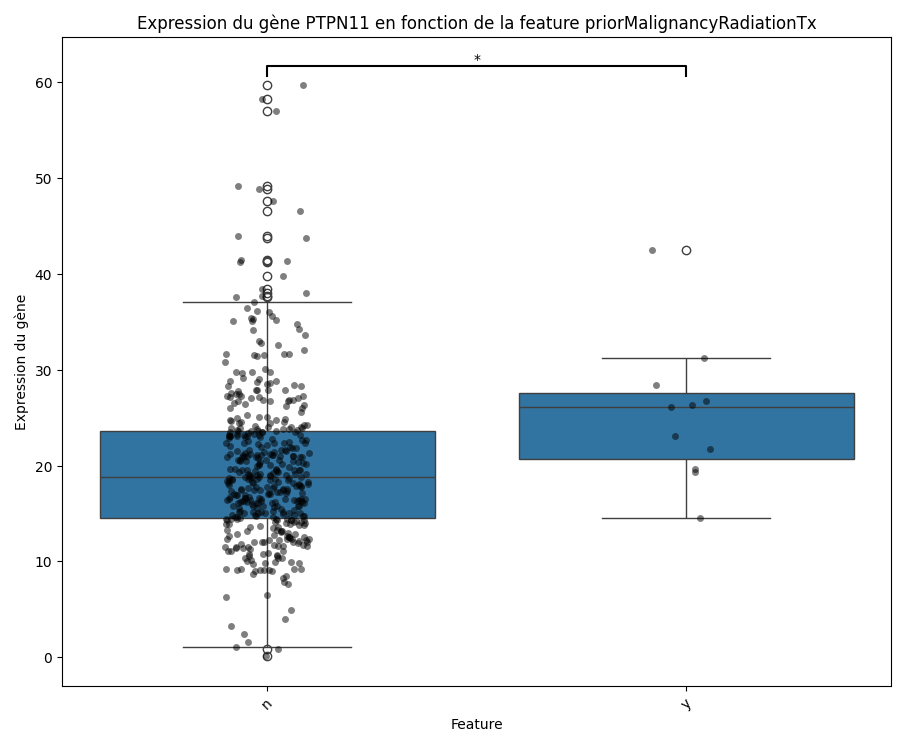 Expression du gène PTPN11 en fonction de la feature priorMalignancyRadiationTx
*
60
50
40
30
20
10
0
Expression du gène
n
y
Feature